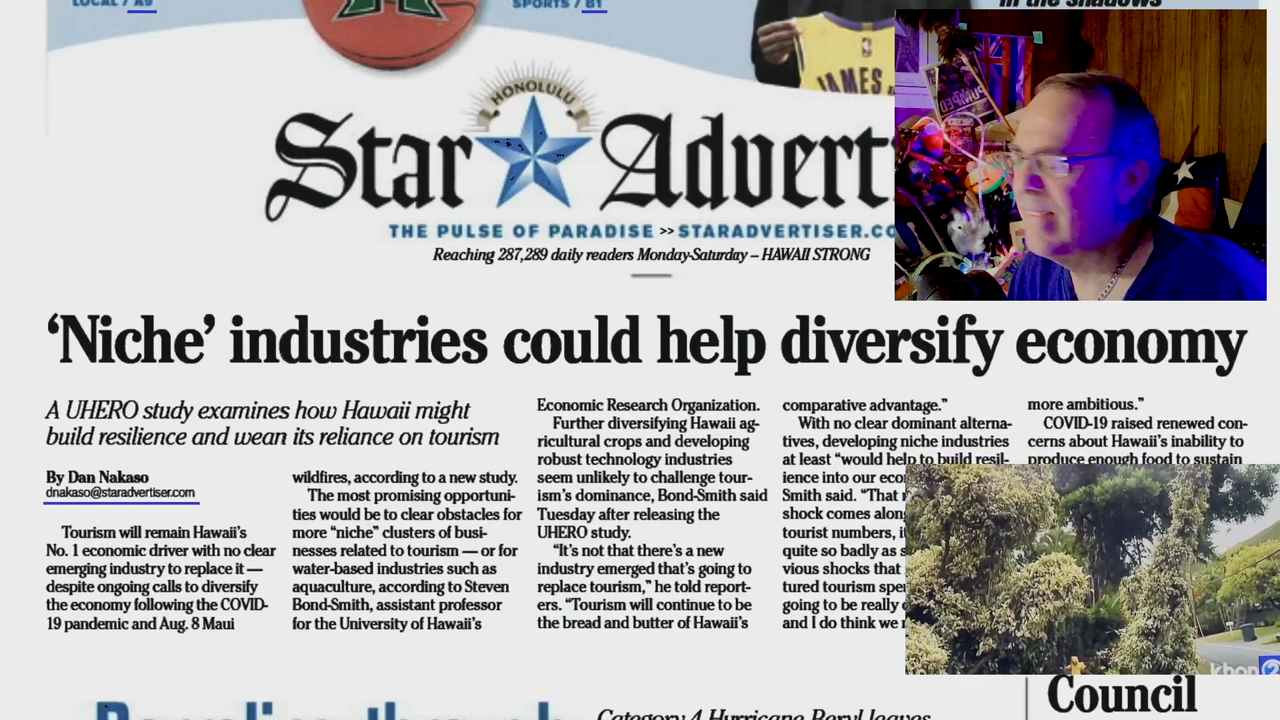 LOCAL / A9
SPORTS / B1
in the shadows
JAMES
HONOLULU
Star Advert
THE PULSE OF PARADISE >> STARADVERTISER.CO
Reaching 287,289 daily readers Monday-Saturday – HAWAII STRONG
PUMPED
‘Niche’ industries could help diversify economy
A UHERO study examines how Hawaii might
build resilience and wean its reliance on tourism
By Dan Nakaso
dnakaso@staradvertiser.com
Tourism will remain Hawaii’s
No. 1 economic driver with no clear
emerging industry to replace it —
despite ongoing calls to diversify
the economy following the COVID-
19 pandemic and Aug. 8 Maui
wildfires, according to a new study.
The most promising opportuni-
ties would be to clear obstacles for
more “niche” clusters of busi-
nesses related to tourism — or for
water-based industries such as
aquaculture, according to Steven
Bond-Smith, assistant professor
for the University of Hawaii’s
Economic Research Organization.
Further diversifying Hawaii ag-
ricultural crops and developing
robust technology industries
seem unlikely to challenge tour-
ism’s dominance, Bond-Smith said
Tuesday after releasing the
UHERO study.
“It’s not that there’s a new
industry emerged that’s going to
replace tourism,” he told report-
ers. “Tourism will continue to be
the bread and butter of Hawaii’s
comparative advantage.”
With no clear dominant alterna-
tives, developing niche industries
at least “would help to build resil-
ience into our eco
Smith said. “That
shock comes along
tourist numbers, i
quite so badly as s
vious shocks that
tured tourism spe
going to be really
and I do think we
more ambitious.”
COVID-19 raised renewed con-
cerns about Hawaii’s inability to
produce enough food to sustain
khon 2
Council
Category 4 Hurricane Beryl leaves